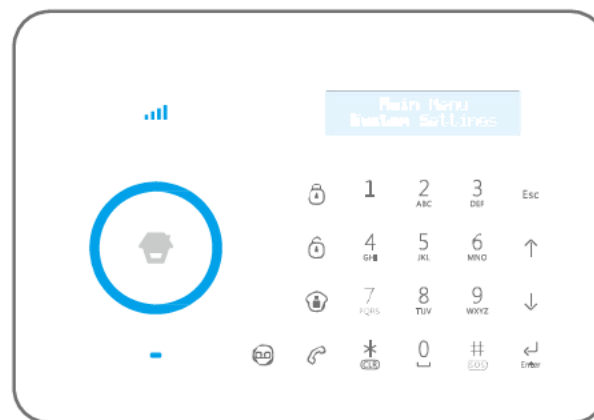 Main Menu
System Settings
1 2 ABC 3 DEF Esc
4 GHI 5 JKL 6 MNO
7 PQRS 8 TUV 9 WXYZ
* CLR 0 # SOS Enter